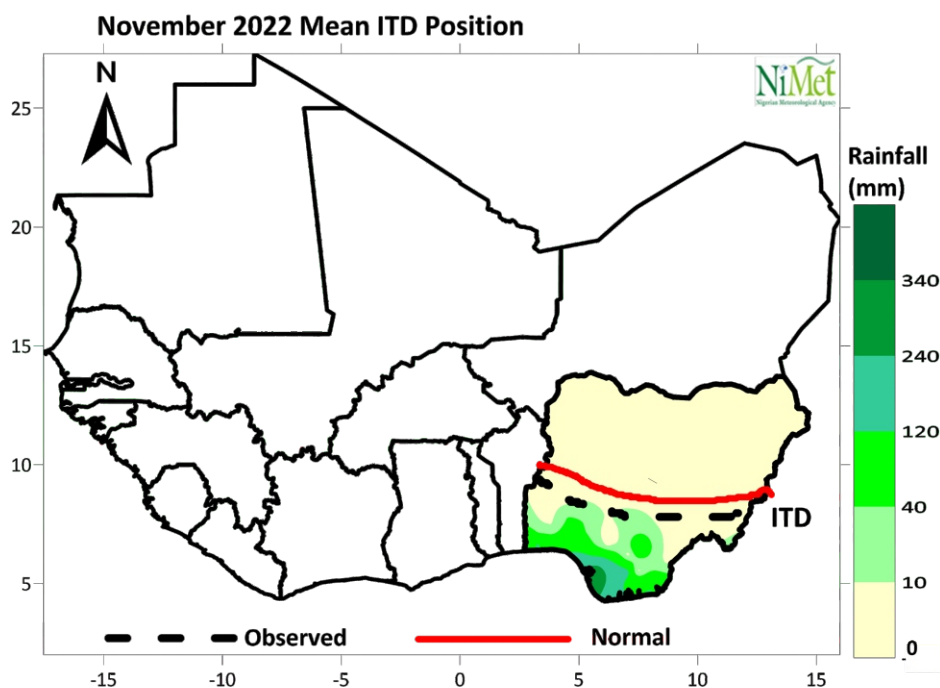 November 2022 Mean ITD Position
N
NiMet
Nigerian Meteorological Agency
Rainfall
(mm)
340
240
120
40
10
0
25
20
15
10
5
ITD
Observed
Normal
-15 -10 -5 0 5 10 15